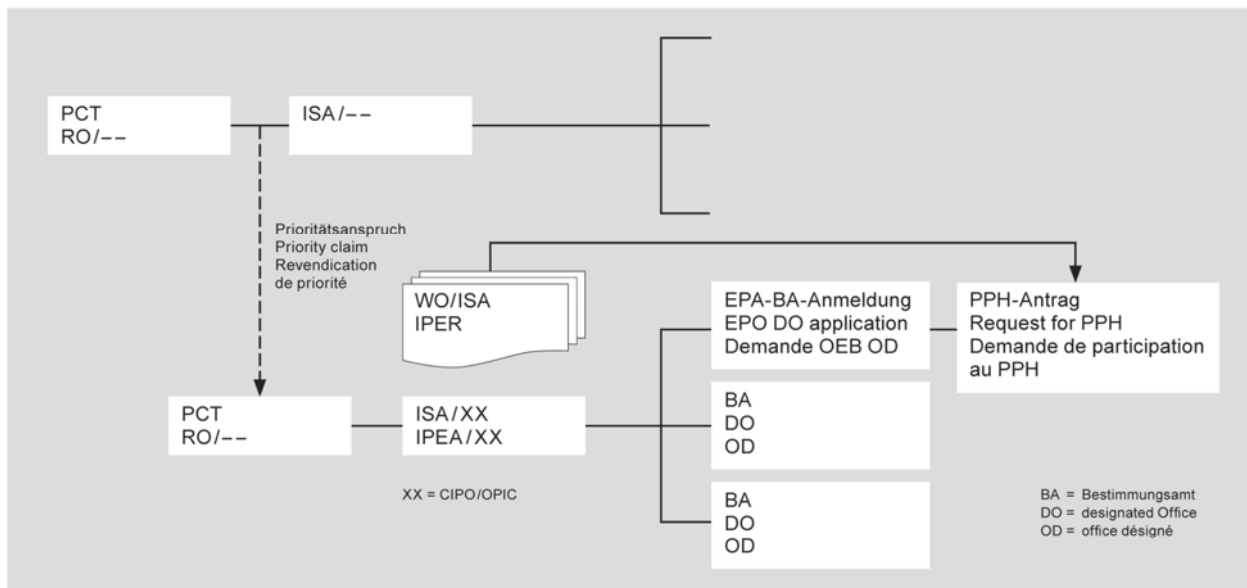 PCT
RO/--
ISA/--
Prioritätsanspruch
Priority claim
Revendication
de priorité
WO/ISA
IPER
EPA-BA-Anmeldung
EPO DO application
Demande OEB OD
PPH-Antrag
Request for PPH
Demande de participation
au PPH
PCT
RO/--
ISA/XX
IPEA/XX
BA
DO
OD
XX = CIPO/OPIC
BA
DO
OD
BA = Bestimmungsamt
DO = designated Office
OD = office désigné